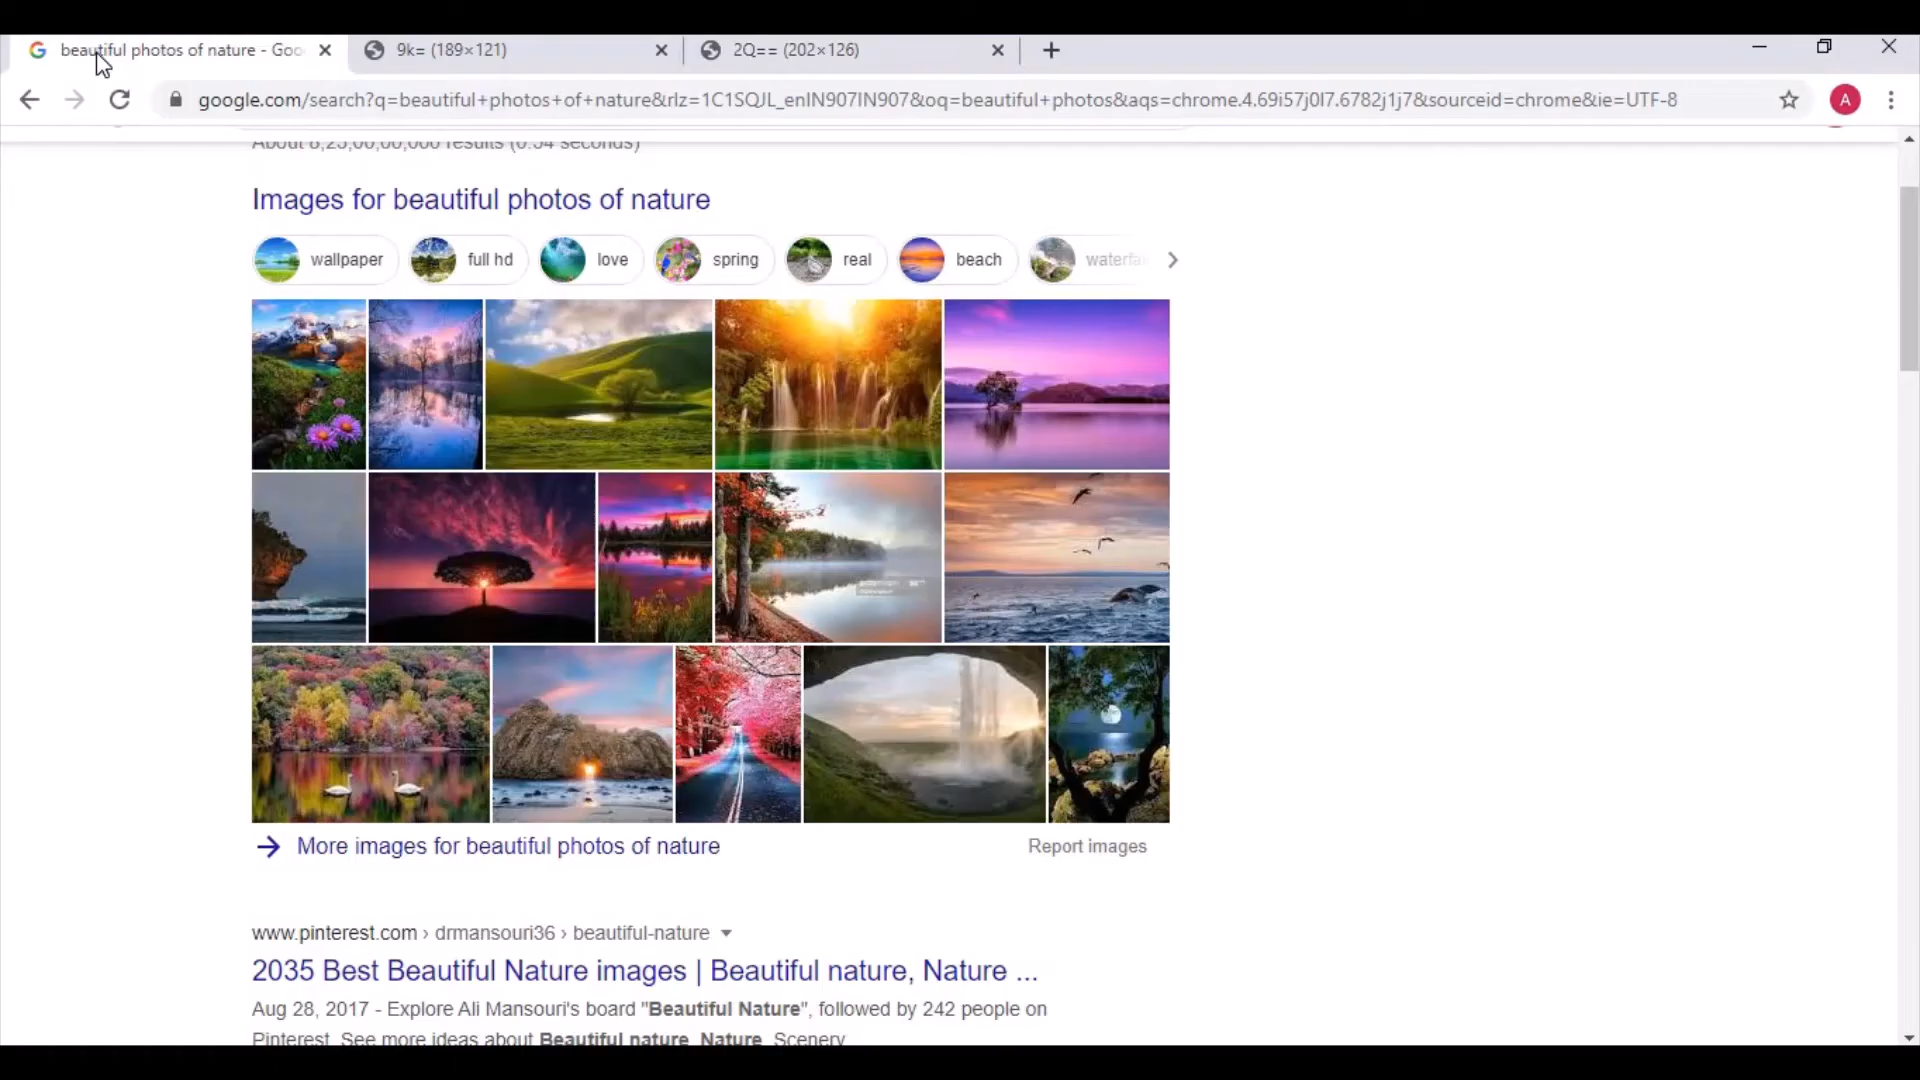 beautiful photos of nature - Goo
9k= (189×121)
2Q== (202×126)
google.com/search?q=beautiful+photos+of+nature&rlz=1C1SQJL_enIN907IN907&oq=beautiful+photos&aqs=chrome.4.69i57j0l7.6782j1j7&sourceid=chrome&ie=UTF-8
A
About 8,25,00,00,000 results (0.54 seconds)
Images for beautiful photos of nature
wallpaper
full hd
love
spring
real
beach
waterfa
More images for beautiful photos of nature
Report images
www.pinterest.com › drmansouri36 › beautiful-nature
2035 Best Beautiful Nature images | Beautiful nature, Nature ...
Aug 28, 2017 - Explore Ali Mansouri's board "Beautiful Nature", followed by 242 people on
Pinterest. See more ideas about Beautiful nature, Nature, Scenery